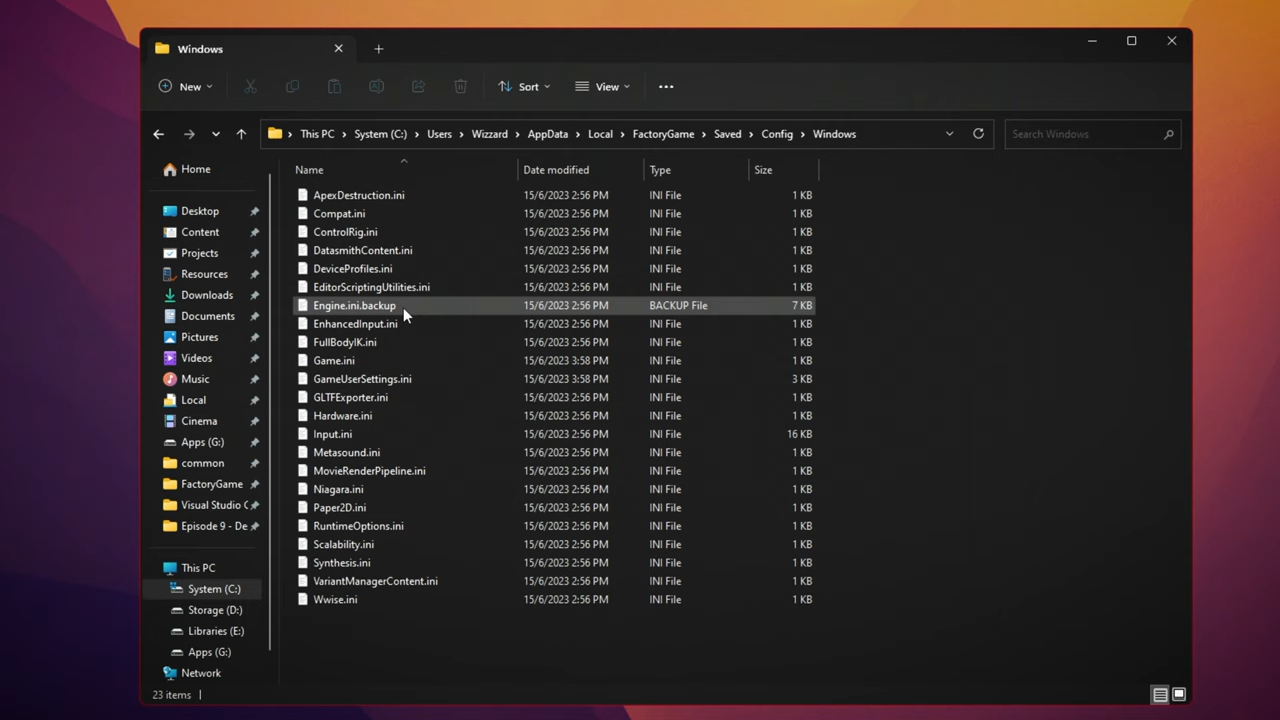 Windows
New
Sort
View
This PC > System (C:) > Users > Wizzard > AppData > Local > FactoryGame > Saved > Config > Windows
Search Windows
Home
Desktop
Content
Projects
Resources
Downloads
Documents
Pictures
Videos
Music
Local
Cinema
Apps (G:)
common
FactoryGame
Visual Studio C
Episode 9 - De
This PC
System (C:)
Storage (D:)
Libraries (E:)
Apps (G:)
Network
Name Date modified Type Size
ApexDestruction.ini 15/6/2023 2:56 PM INI File 1 KB
Compat.ini 15/6/2023 2:56 PM INI File 1 KB
ControlRig.ini 15/6/2023 2:56 PM INI File 1 KB
DatasmithContent.ini 15/6/2023 2:56 PM INI File 1 KB
DeviceProfiles.ini 15/6/2023 2:56 PM INI File 1 KB
EditorScriptingUtilities.ini 15/6/2023 2:56 PM INI File 1 KB
Engine.ini.backup 15/6/2023 2:56 PM BACKUP File 7 KB
EnhancedInput.ini 15/6/2023 2:56 PM INI File 1 KB
FullBodyIK.ini 15/6/2023 2:56 PM INI File 1 KB
Game.ini 15/6/2023 3:58 PM INI File 1 KB
GameUserSettings.ini 15/6/2023 3:58 PM INI File 3 KB
GLTFExporter.ini 15/6/2023 2:56 PM INI File 1 KB
Hardware.ini 15/6/2023 2:56 PM INI File 1 KB
Input.ini 15/6/2023 2:56 PM INI File 16 KB
Metasound.ini 15/6/2023 2:56 PM INI File 1 KB
MovieRenderPipeline.ini 15/6/2023 2:56 PM INI File 1 KB
Niagara.ini 15/6/2023 2:56 PM INI File 1 KB
Paper2D.ini 15/6/2023 2:56 PM INI File 1 KB
RuntimeOptions.ini 15/6/2023 2:56 PM INI File 1 KB
Scalability.ini 15/6/2023 2:56 PM INI File 1 KB
Synthesis.ini 15/6/2023 2:56 PM INI File 1 KB
VariantManagerContent.ini 15/6/2023 2:56 PM INI File 1 KB
Wwise.ini 15/6/2023 2:56 PM INI File 1 KB
23 items